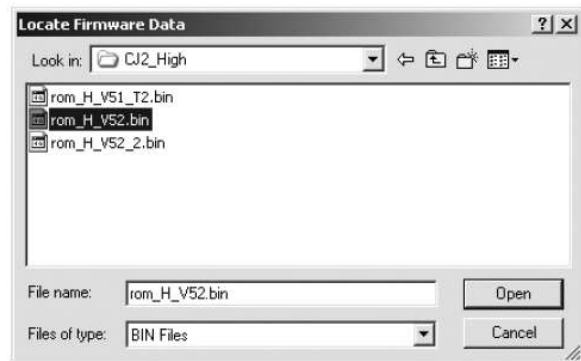 Locate Firmware Data
Look in: CJ2_High
rom_H_V51_T2.bin
rom_H_V52.bin
rom_H_V52_2.bin
File name: rom_H_V52.bin Open
Files of type: BIN Files Cancel